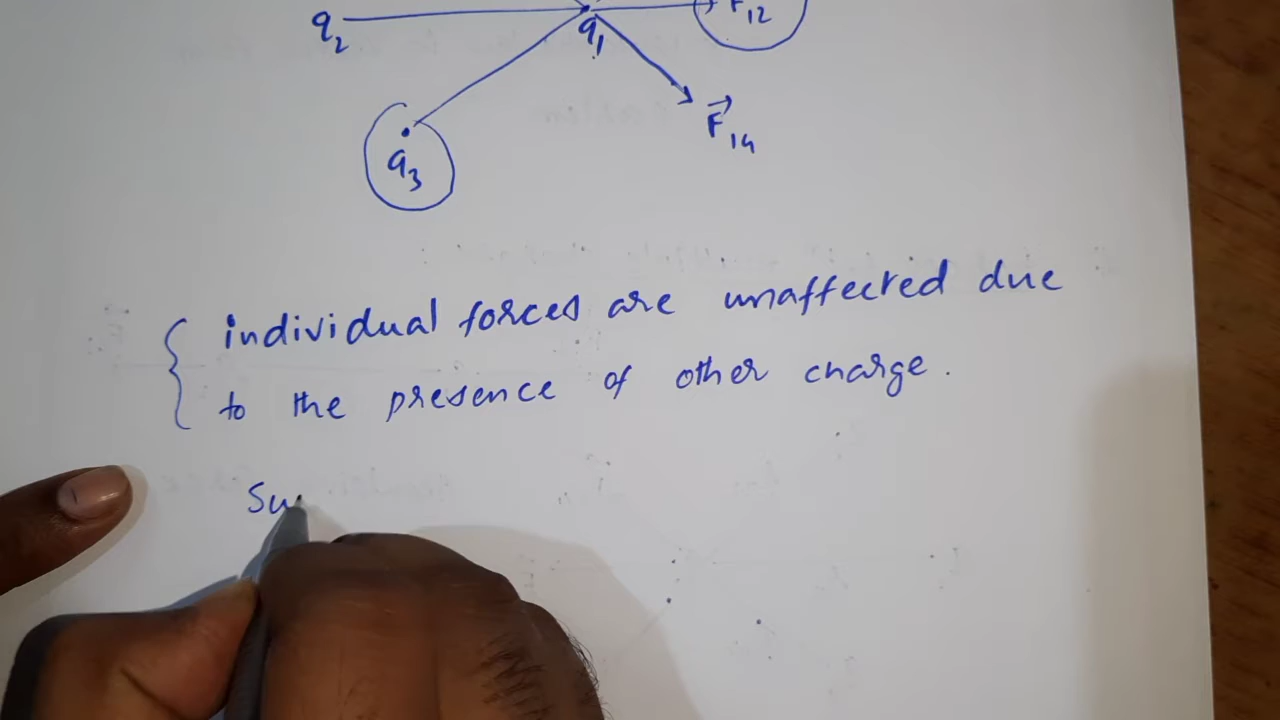 q2
q1
F12
F14
q3
individual forces are unaffected due
to the presence of other charge.
Su